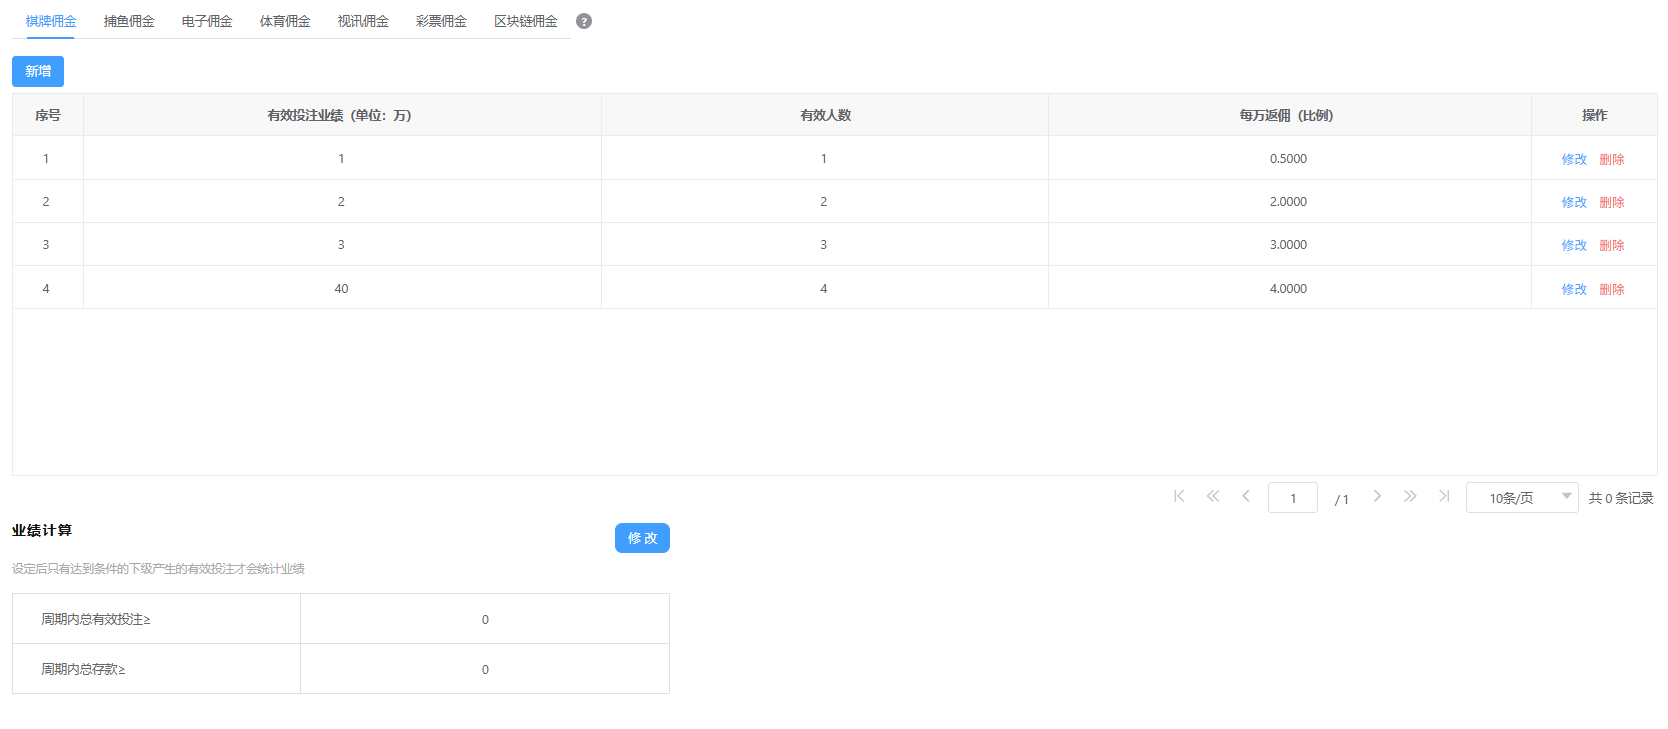 棋牌佣金 捕鱼佣金 电子佣金 体育佣金 视讯佣金 彩票佣金 区块链佣金 ?
新增
序号 有效投注业绩（单位：万） 有效人数 每万返佣（比例） 操作
1 1 1 0.5000 修改 删除
2 2 2 2.0000 修改 删除
3 3 3 3.0000 修改 删除
4 40 4 4.0000 修改 删除
1 / 1 10条/页 共 0 条记录
业绩计算 修 改
设定后只有达到条件的下级产生的有效投注才会统计业绩
周期内总有效投注≥ 0
周期内总存款≥ 0